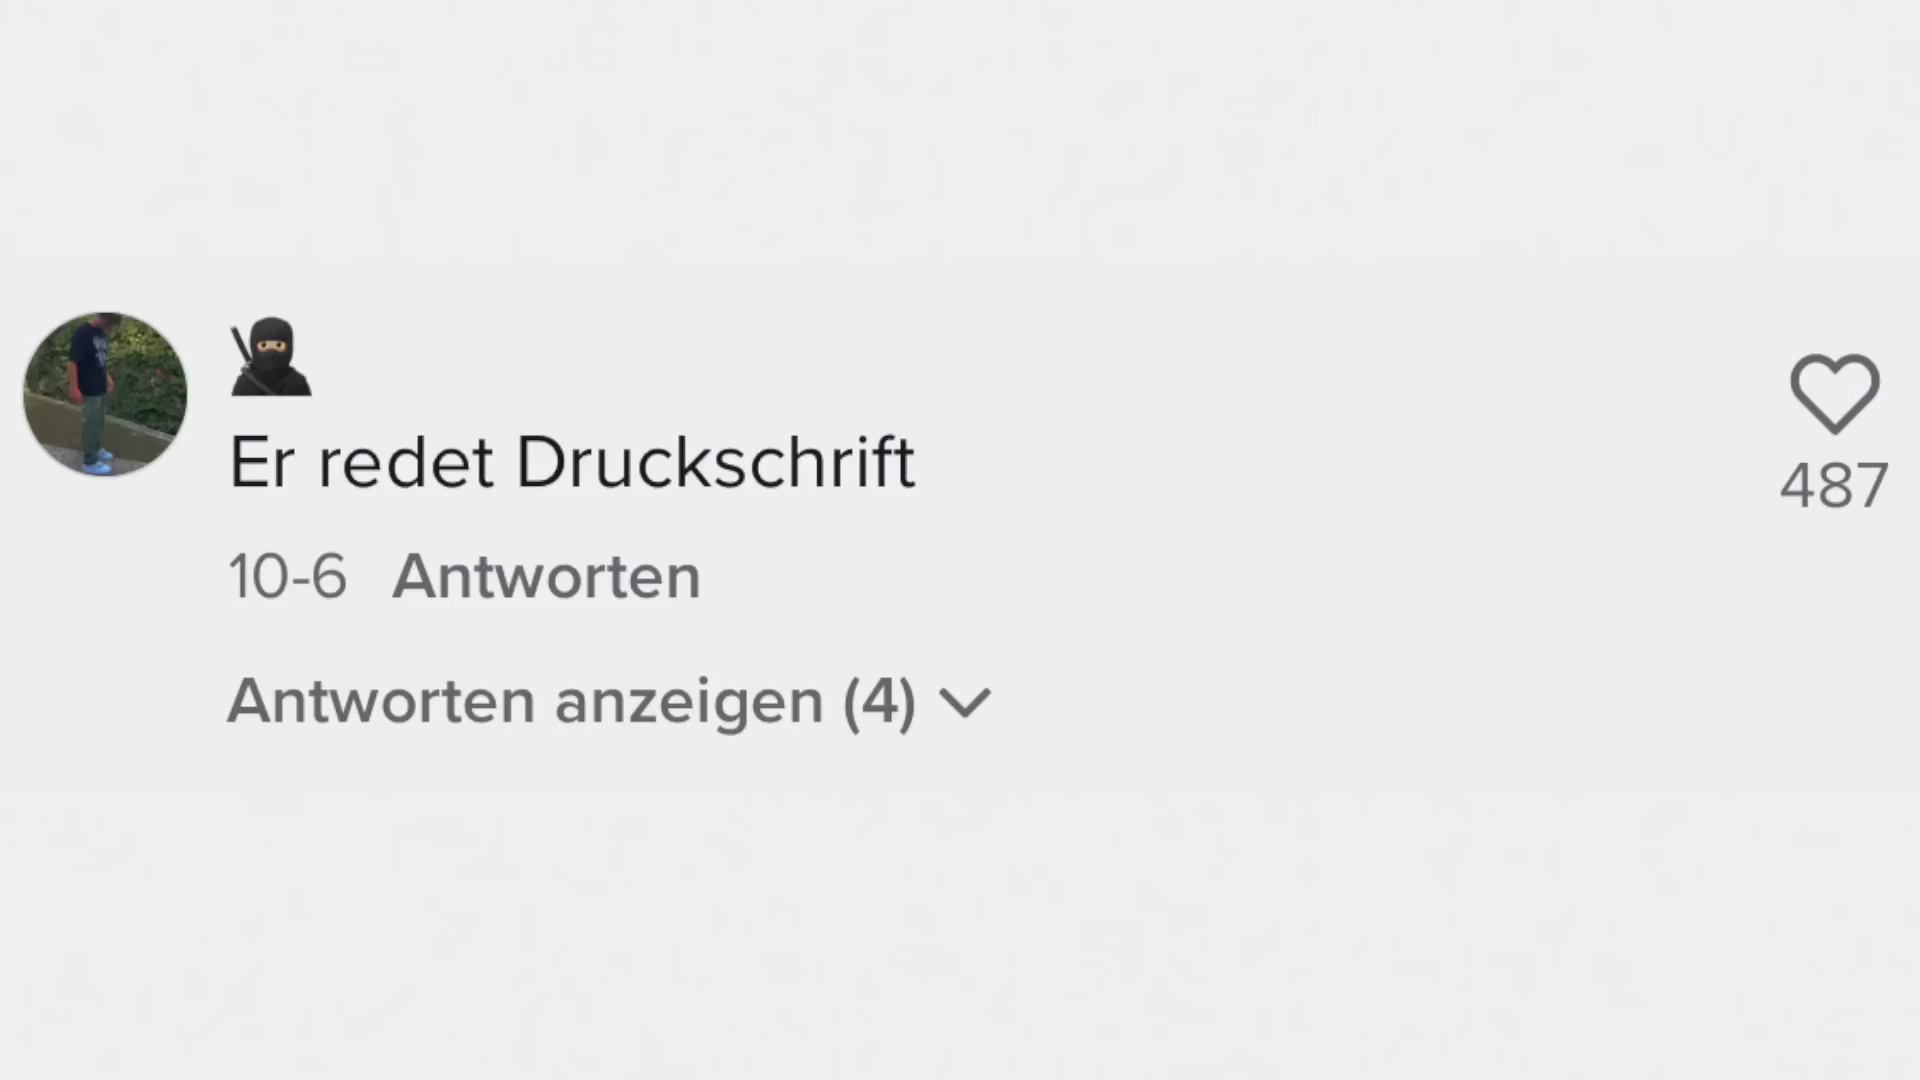 🥷
Er redet Druckschrift
487
10-6 Antworten
Antworten anzeigen (4)